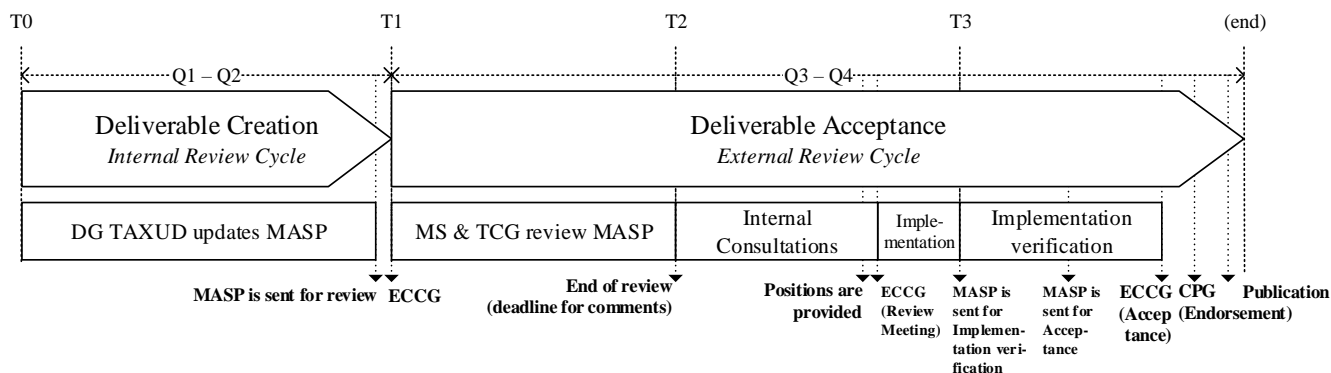 T0
T1
T2
T3
(end)
Q1 – Q2
Q3 – Q4
Deliverable Creation
Internal Review Cycle
Deliverable Acceptance
External Review Cycle
DG TAXUD updates MASP
MS & TCG review MASP
Internal
Consultations
Imple-
mentation
Implementation
verification
MASP is sent for review
ECCG
End of review
(deadline for comments)
Positions are
provided
ECCG
(Review
Meeting)
MASP is
sent for
Implemen-
tation veri-
fication
MASP is
sent for
Accep-
tance
ECCG
(Accep
tance)
CPG
(Endorsement)
Publication